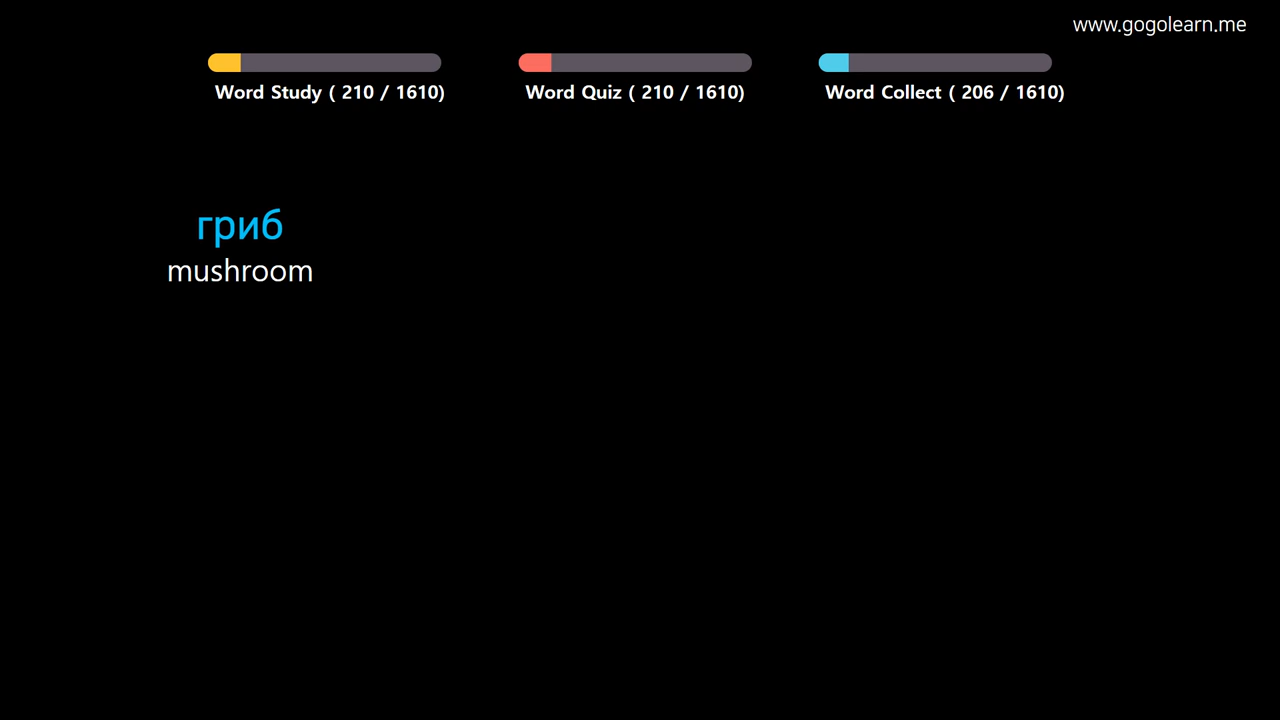 www.gogolearn.me
Word Study ( 210 / 1610)
Word Quiz ( 210 / 1610)
Word Collect ( 206 / 1610)
гриб
mushroom